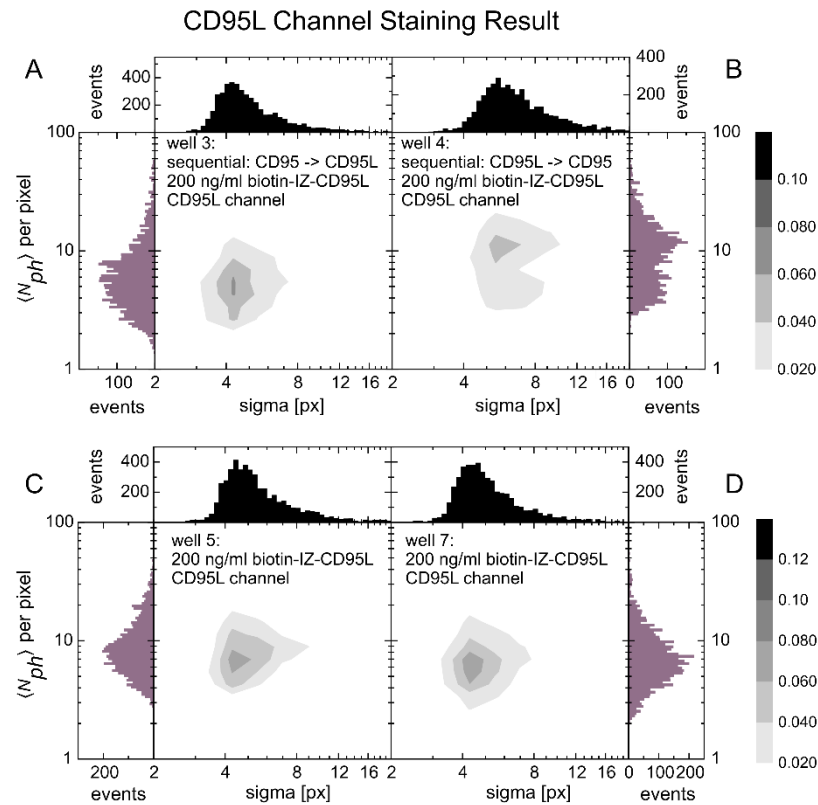 CD95L Channel Staining Result
A
B
events
400
200
events
400
200
0
well 3:
sequential: CD95 -> CD95L
200 ng/ml biotin-IZ-CD95L
CD95L channel
well 4:
sequential: CD95L -> CD95
200 ng/ml biotin-IZ-CD95L
CD95L channel
⟨Nph⟩ per pixel
100
10
1
100
10
1
0.10
0.080
0.060
0.040
0.020
100 2 4 8 12 16 2 4 8 12 16 0 100
events sigma [px] sigma [px] events
C
D
events
400
200
events
400
200
0
well 5:
200 ng/ml biotin-IZ-CD95L
CD95L channel
well 7:
200 ng/ml biotin-IZ-CD95L
CD95L channel
⟨Nph⟩ per pixel
100
10
1
100
10
1
0.12
0.10
0.080
0.060
0.040
0.020
200 2 4 8 12 16 2 4 8 12 16 0 100 200
events sigma [px] sigma [px] events